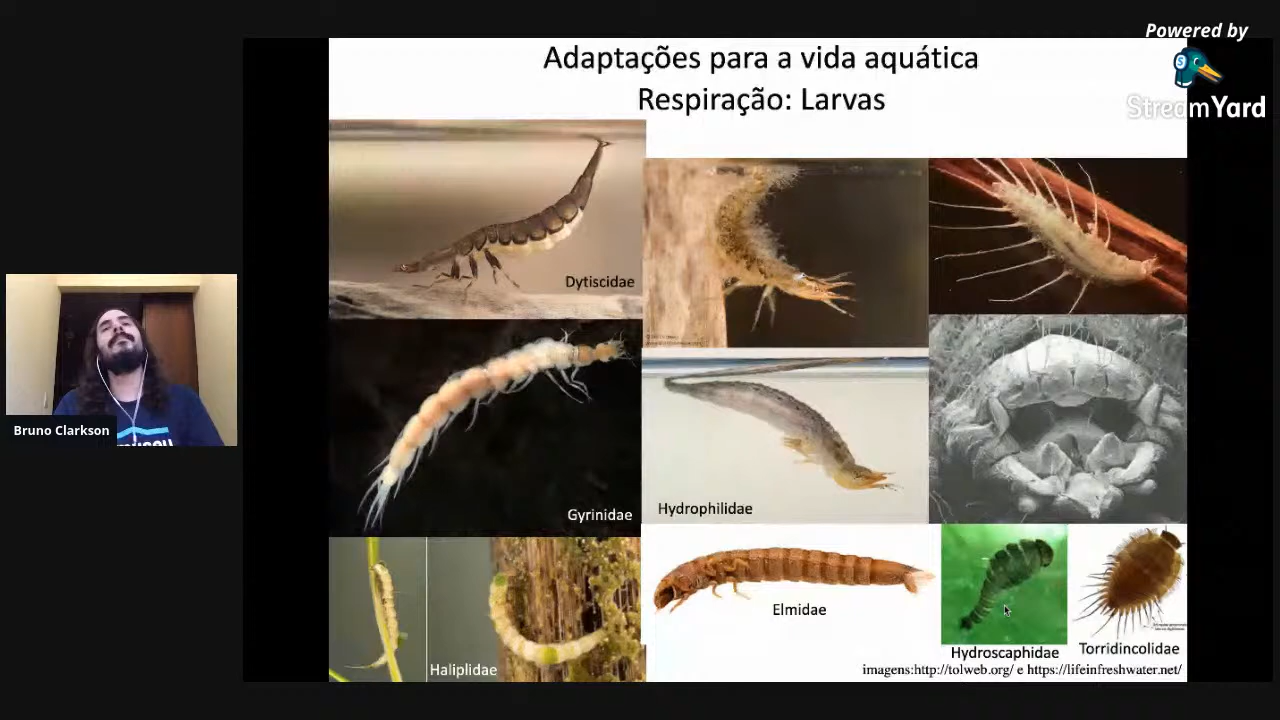 Powered by
StreamYard
Adaptações para a vida aquática
Respiração: Larvas
Dytiscidae
Gyrinidae
Hydrophilidae
Haliplidae
Elmidae
Hydroscaphidae
Torridincolidae
imagens:http://tolweb.org/ e https://lifeinfreshwater.net/
Bruno Clarkson